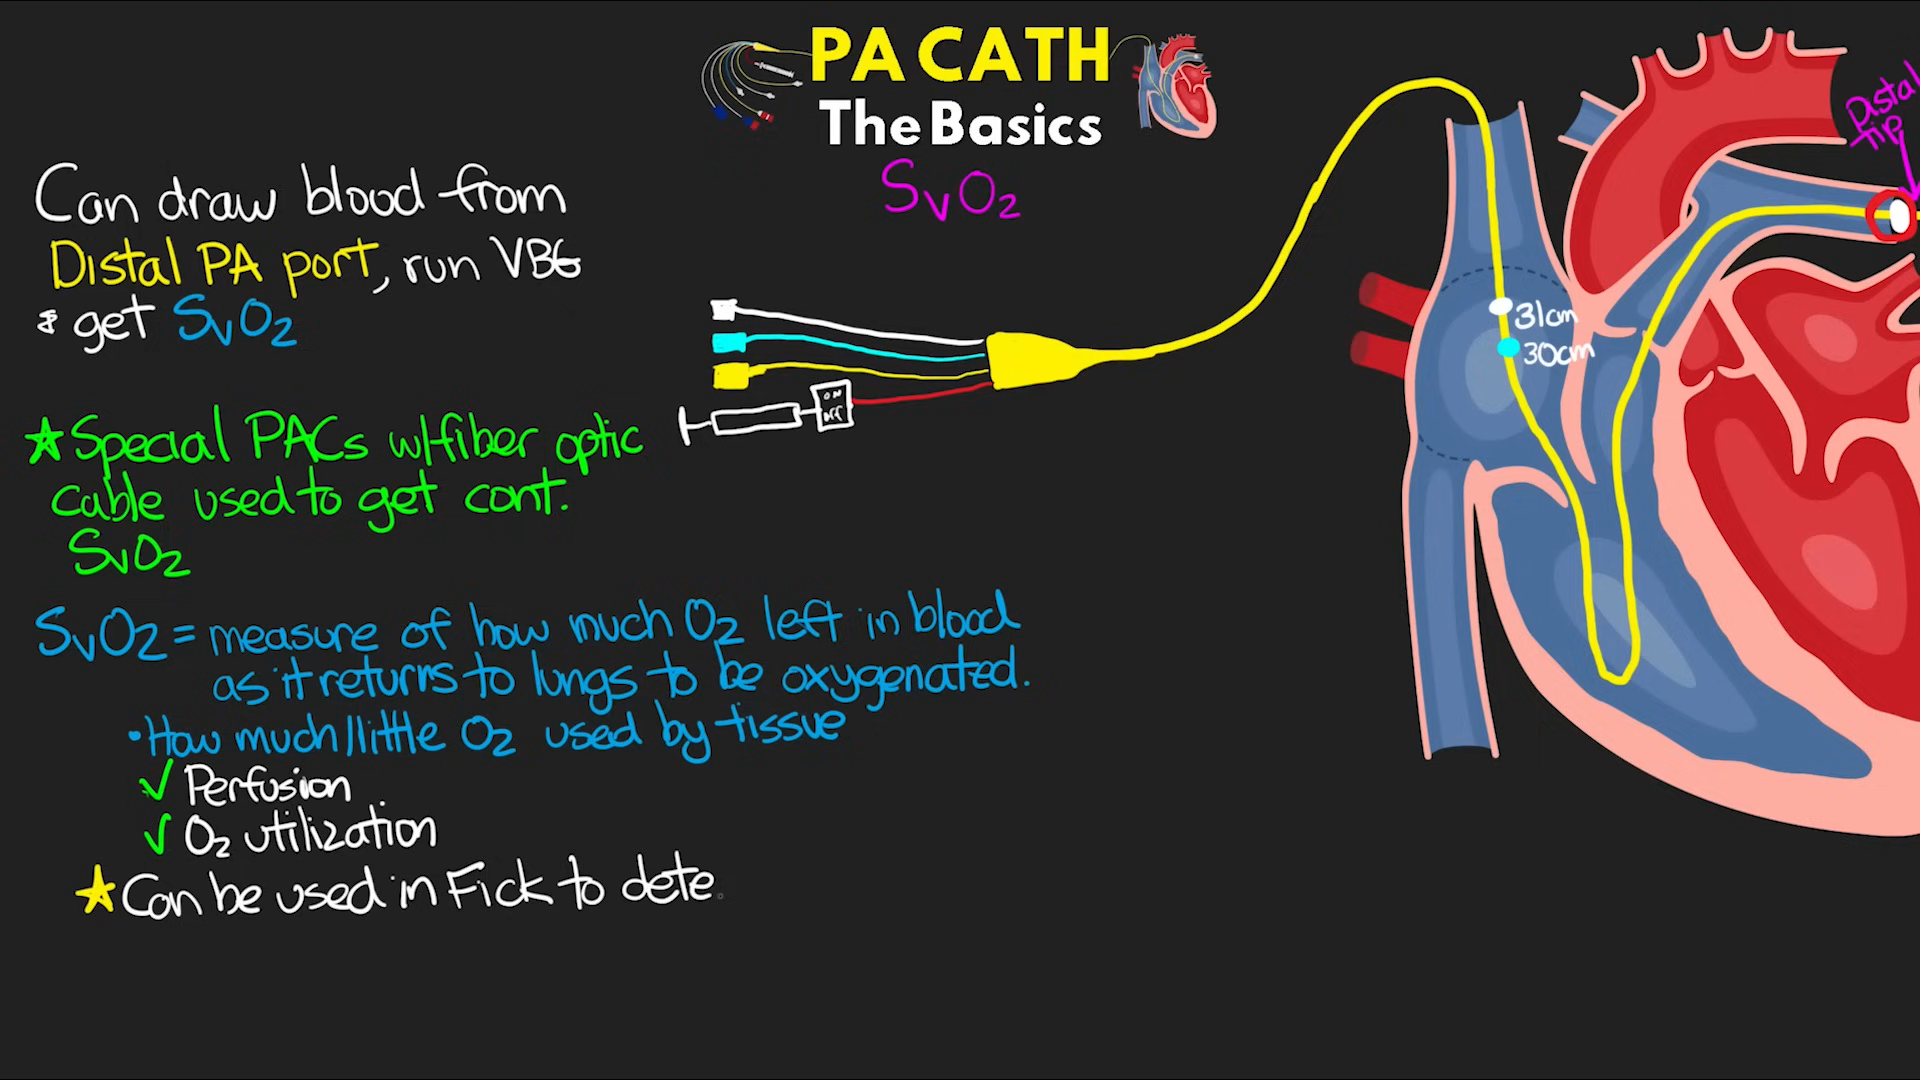 PA CATH
The Basics
SvO2
Can draw blood from
Distal PA port, run VBG
& get SvO2
★Special PACs w/fiber optic
cable used to get cont.
SvO2
SvO2 = measure of how much O2 left in blood
as it returns to lungs to be oxygenated.
•How much/little O2 used by tissue
✓ Perfusion
✓ O2 utilization
★Can be used in Fick to dete
ON
OFF
31cm
30cm
Distal
tip